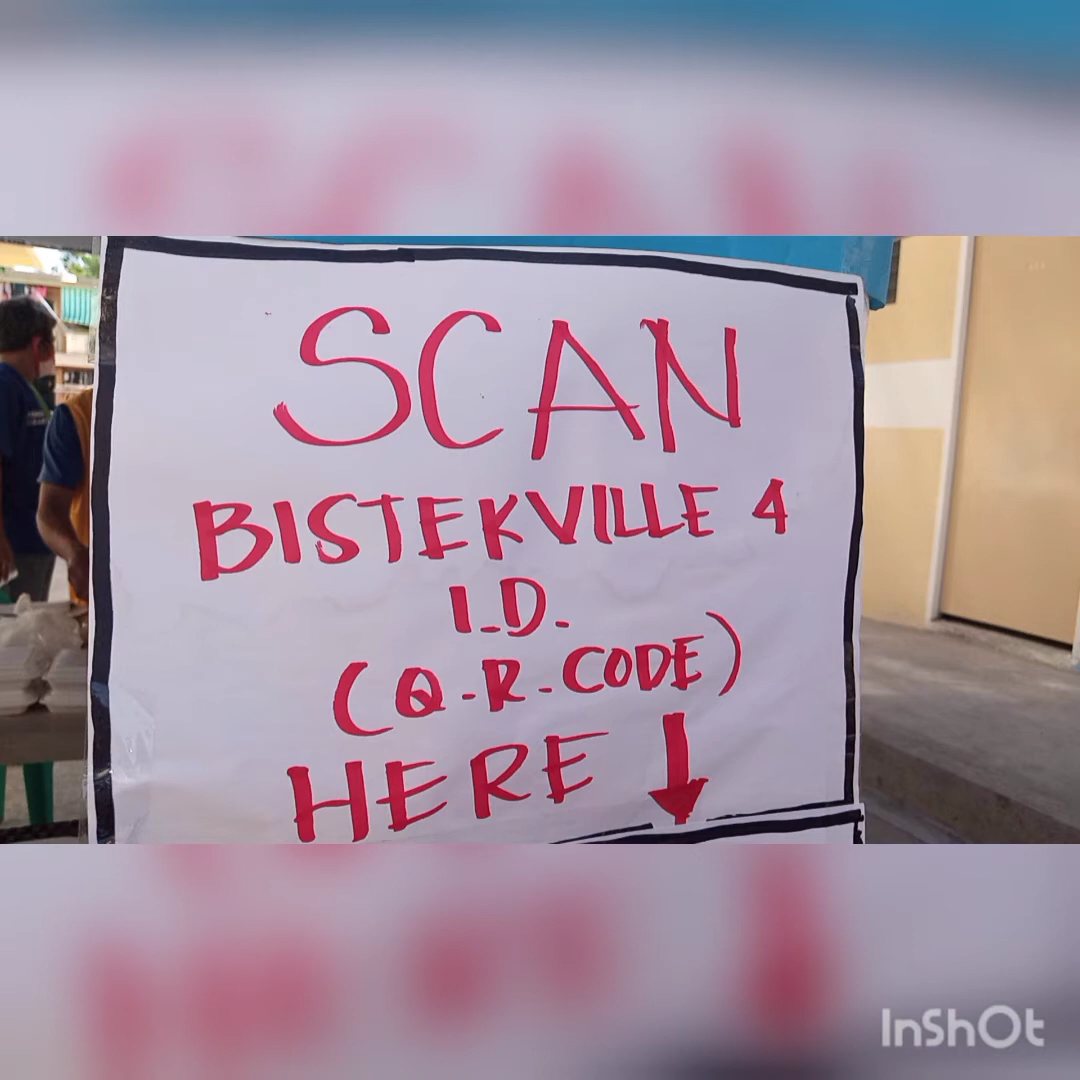 SCAN
BISTEKVILLE 4
I.D.
(Q-R-CODE)
HERE
InShOt